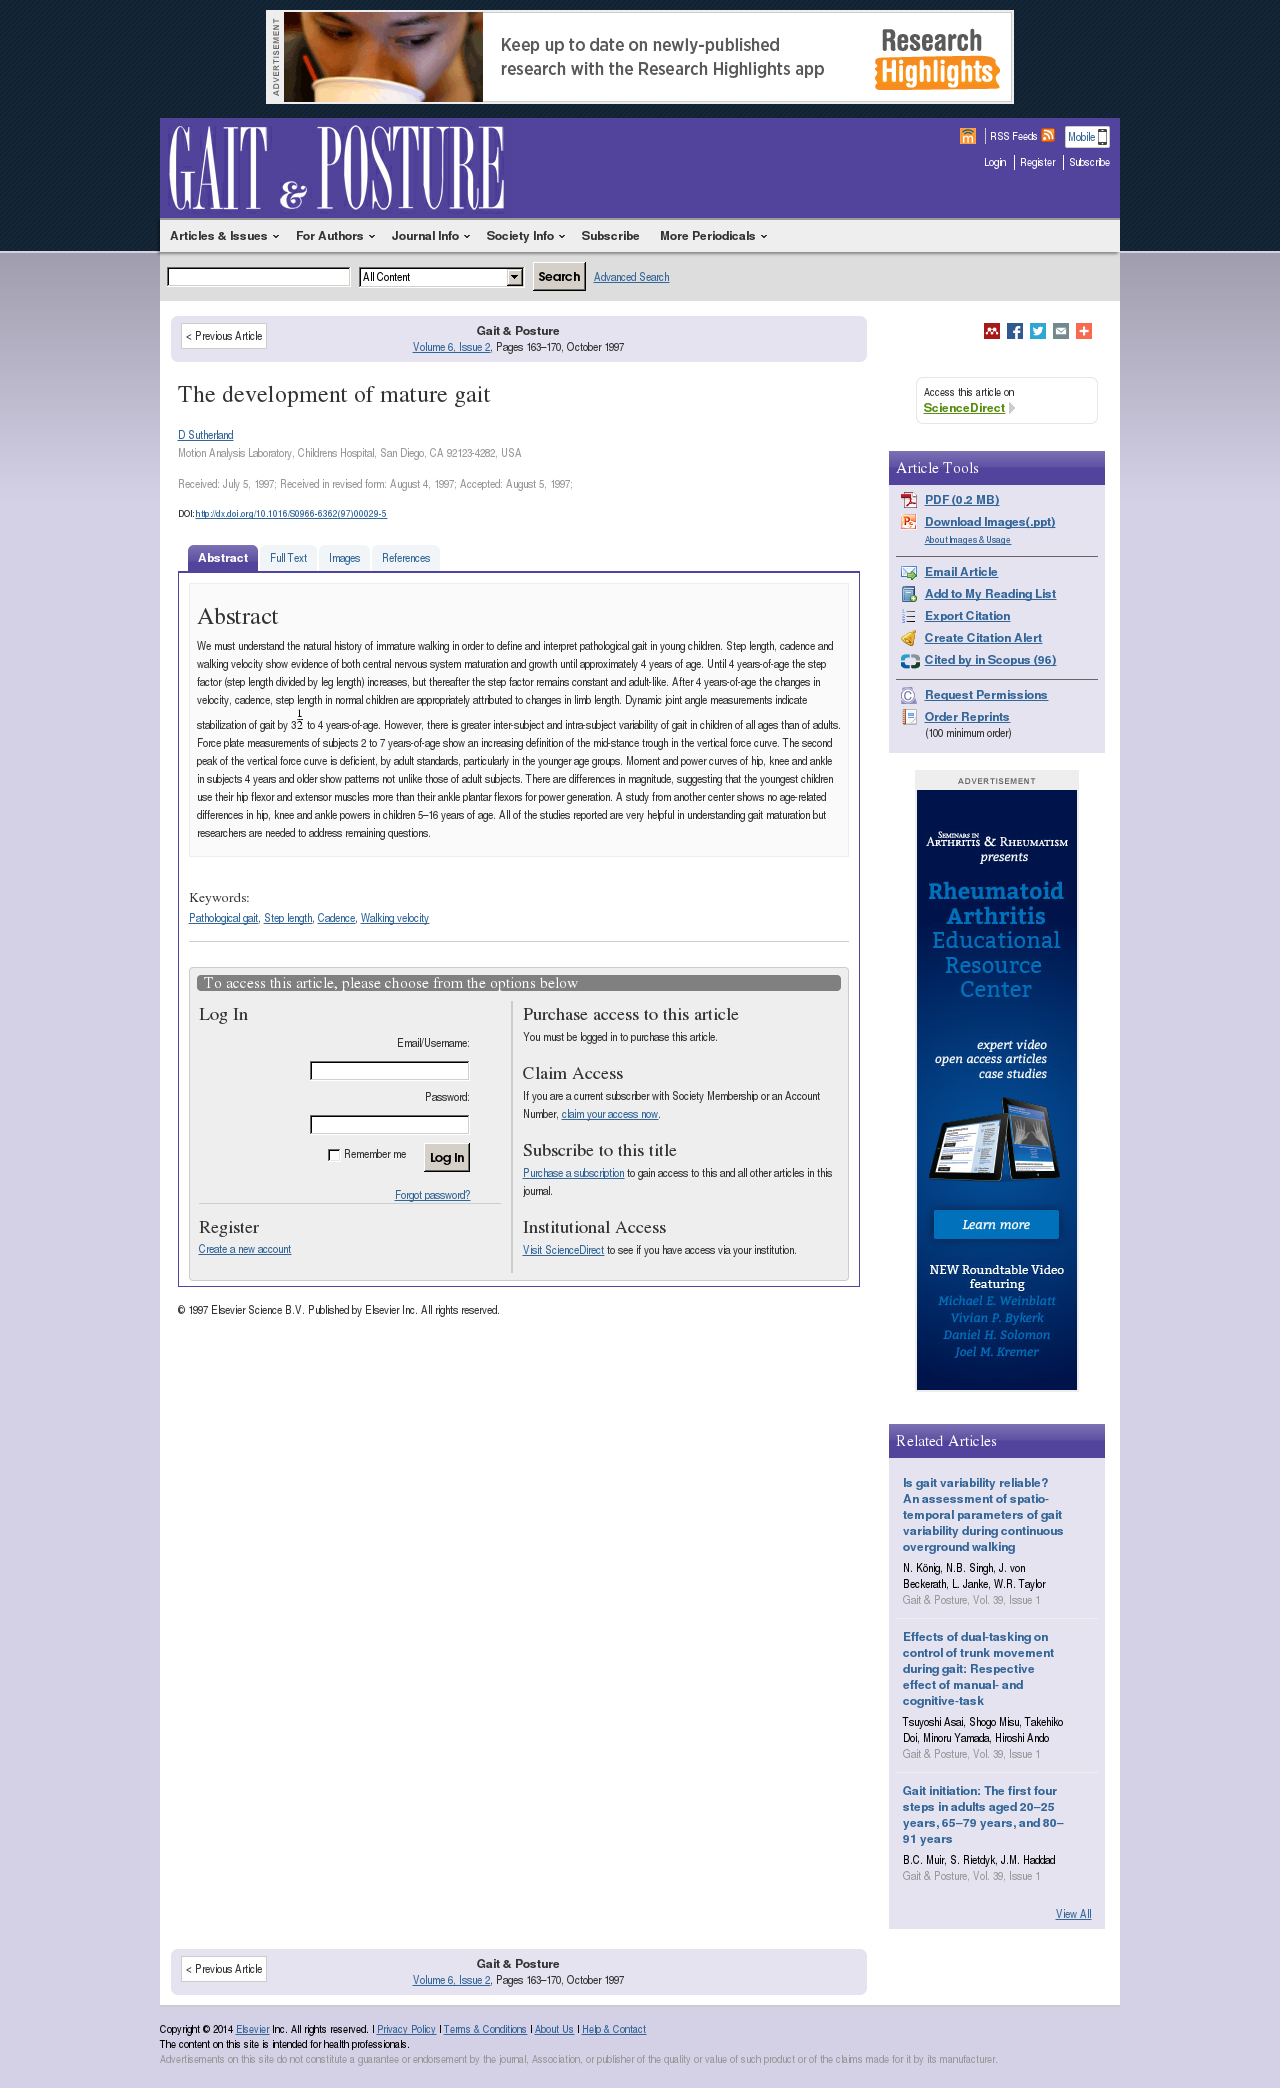 ADVERTISEMENT
Keep up to date on newly-published
research with the Research Highlights app
Research
Highlights
GAIT & POSTURE
RSS Feeds
Mobile
Login
Register
Subscribe
Articles & Issues
For Authors
Journal Info
Society Info
Subscribe
More Periodicals
All Content
Search
Advanced Search
< Previous Article
Gait & Posture
Volume 6, Issue 2, Pages 163–170, October 1997
The development of mature gait
D Sutherland
Motion Analysis Laboratory, Childrens Hospital, San Diego, CA 92123-4282, USA
Received: July 5, 1997; Received in revised form: August 4, 1997; Accepted: August 5, 1997;
DOI: http://dx.doi.org/10.1016/S0966-6362(97)00029-5
Abstract
Full Text
Images
References
Abstract
We must understand the natural history of immature walking in order to define and interpret pathological gait in young children. Step length, cadence and
walking velocity show evidence of both central nervous system maturation and growth until approximately 4 years of age. Until 4 years-of-age the step
factor (step length divided by leg length) increases, but thereafter the step factor remains constant and adult-like. After 4 years-of-age the changes in
velocity, cadence, step length in normal children are appropriately attributed to changes in limb length. Dynamic joint angle measurements indicate
stabilization of gait by 3 1/2 to 4 years-of-age. However, there is greater inter-subject and intra-subject variability of gait in children of all ages than of adults.
Force plate measurements of subjects 2 to 7 years-of-age show an increasing definition of the mid-stance trough in the vertical force curve. The second
peak of the vertical force curve is deficient, by adult standards, particularly in the younger age groups. Moment and power curves of hip, knee and ankle
in subjects 4 years and older show patterns not unlike those of adult subjects. There are differences in magnitude, suggesting that the youngest children
use their hip flexor and extensor muscles more than their ankle plantar flexors for power generation. A study from another center shows no age-related
differences in hip, knee and ankle powers in children 5–16 years of age. All of the studies reported are very helpful in understanding gait maturation but
researchers are needed to address remaining questions.
Keywords:
Pathological gait, Step length, Cadence, Walking velocity
To access this article, please choose from the options below
Log In
Email/Username:
Password:
Remember me
Log In
Forgot password?
Register
Create a new account
Purchase access to this article
You must be logged in to purchase this article.
Claim Access
If you are a current subscriber with Society Membership or an Account
Number, claim your access now.
Subscribe to this title
Purchase a subscription to gain access to this and all other articles in this
journal.
Institutional Access
Visit ScienceDirect to see if you have access via your institution.
© 1997 Elsevier Science B.V. Published by Elsevier Inc. All rights reserved.
Access this article on
ScienceDirect
Article Tools
PDF (0.2 MB)
Download Images(.ppt)
About Images & Usage
Email Article
Add to My Reading List
Export Citation
Create Citation Alert
Cited by in Scopus (96)
Request Permissions
Order Reprints
(100 minimum order)
ADVERTISEMENT
SEMINARS IN
ARTHRITIS & RHEUMATISM
presents
Rheumatoid
Arthritis
Educational
Resource
Center
expert video
open access articles
case studies
Learn more
NEW Roundtable Video
featuring
Michael E. Weinblatt
Vivian P. Bykerk
Daniel H. Solomon
Joel M. Kremer
Related Articles
Is gait variability reliable?
An assessment of spatio-
temporal parameters of gait
variability during continuous
overground walking
N. König, N.B. Singh, J. von
Beckerath, L. Janke, W.R. Taylor
Gait & Posture, Vol. 39, Issue 1
Effects of dual-tasking on
control of trunk movement
during gait: Respective
effect of manual- and
cognitive-task
Tsuyoshi Asai, Shogo Misu, Takehiko
Doi, Minoru Yamada, Hiroshi Ando
Gait & Posture, Vol. 39, Issue 1
Gait initiation: The first four
steps in adults aged 20–25
years, 65–79 years, and 80–
91 years
B.C. Muir, S. Rietdyk, J.M. Haddad
Gait & Posture, Vol. 39, Issue 1
View All
< Previous Article
Gait & Posture
Volume 6, Issue 2, Pages 163–170, October 1997
Copyright © 2014 Elsevier Inc. All rights reserved. | Privacy Policy | Terms & Conditions | About Us | Help & Contact
The content on this site is intended for health professionals.
Advertisements on this site do not constitute a guarantee or endorsement by the journal, Association, or publisher of the quality or value of such product or of the claims made for it by its manufacturer.